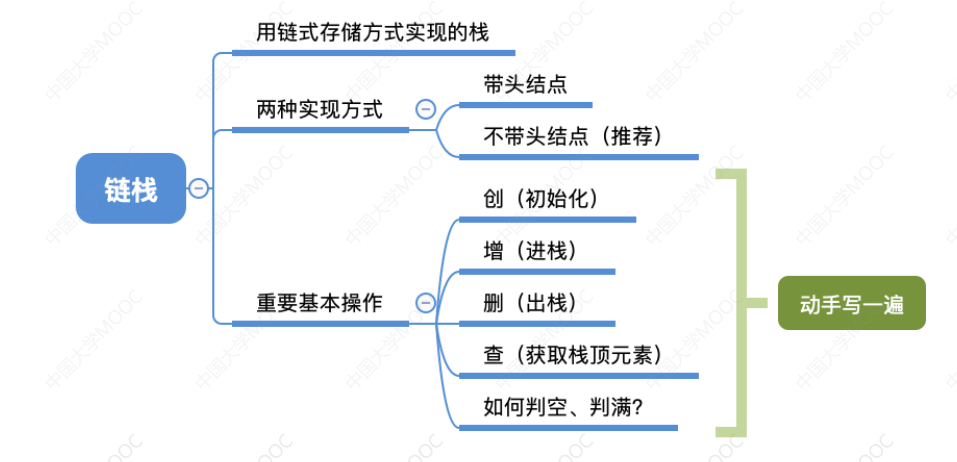 用链式存储方式实现的栈
两种实现方式
带头结点
不带头结点（推荐）
链栈
重要基本操作
创（初始化）
增（进栈）
删（出栈）
查（获取栈顶元素）
如何判空、判满？
动手写一遍
中国大学MOOC